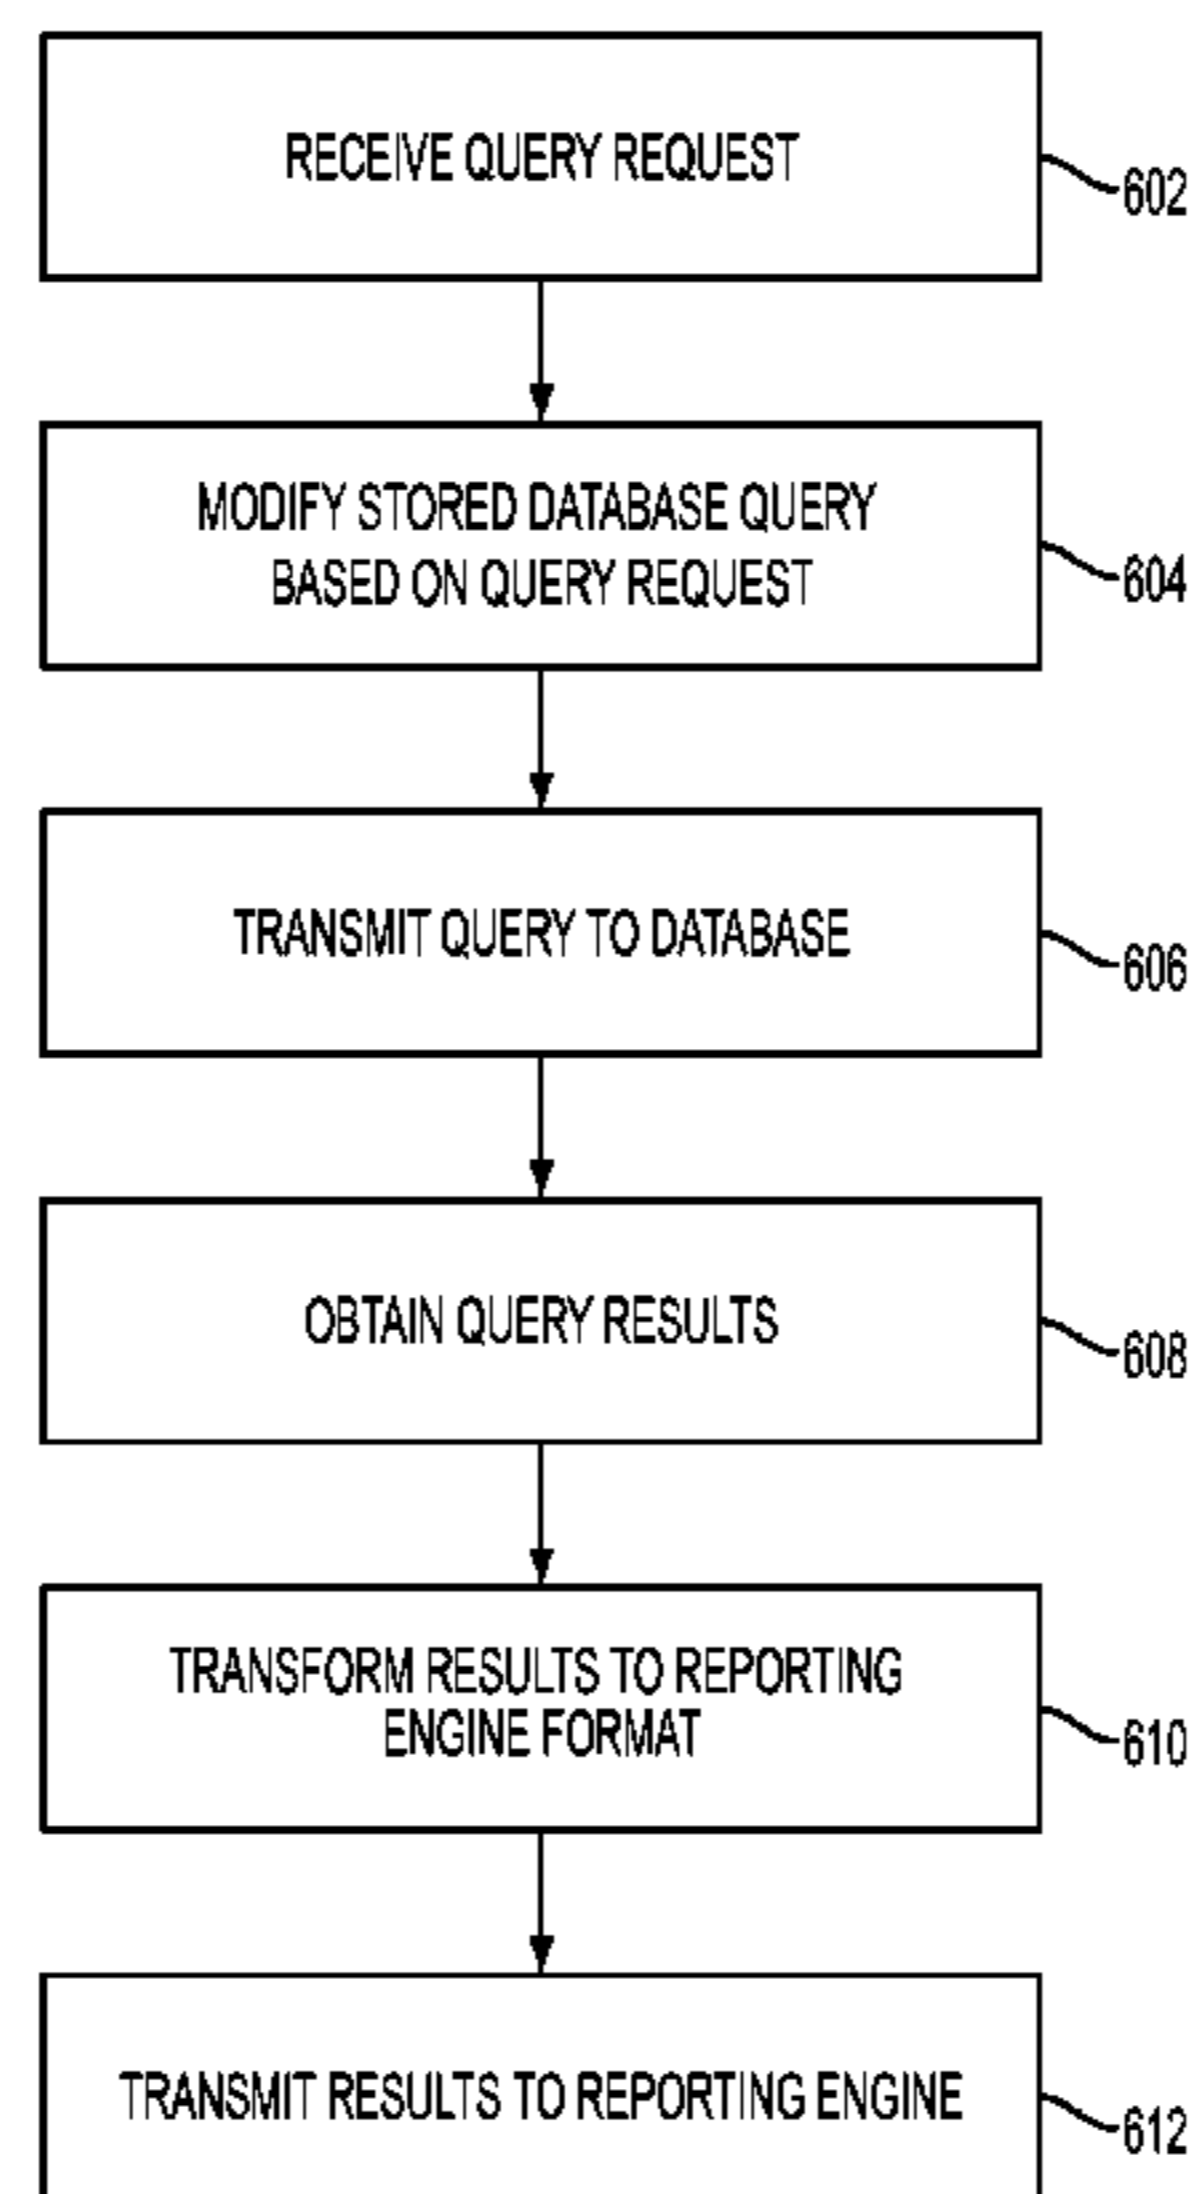 RECEIVE QUERY REQUEST
602
MODIFY STORED DATABASE QUERY
BASED ON QUERY REQUEST
604
TRANSMIT QUERY TO DATABASE
606
OBTAIN QUERY RESULTS
608
TRANSFORM RESULTS TO REPORTING
ENGINE FORMAT
610
TRANSMIT RESULTS TO REPORTING ENGINE
612